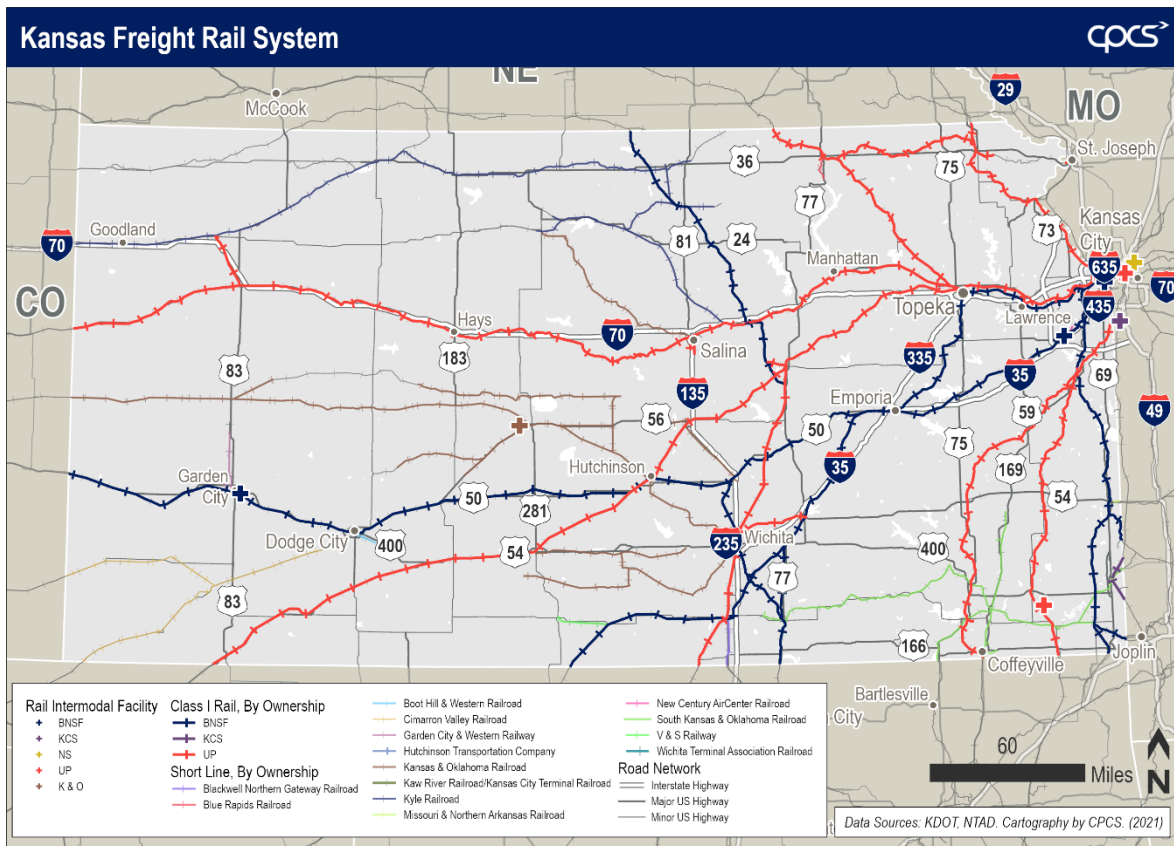 Kansas Freight Rail System
cpcs
NE
McCook
29
MO
36
75
St. Joseph
77
Goodland
70
81
24
73
Kansas
City
Manhattan
635
70
CO
Topeka
Lawrence
435
Hays
70
183
Salina
335
83
135
35
69
Emporia
59
49
56
50
75
169
Hutchinson
35
Garden
City
50
54
281
Dodge City
400
54
235
Wichita
400
83
77
166
Coffeyville
Joplin
Bartlesville
City
Rail Intermodal Facility
BNSF
KCS
NS
UP
K & O
Class I Rail, By Ownership
BNSF
KCS
UP
Short Line, By Ownership
Blackwell Northern Gateway Railroad
Blue Rapids Railroad
Boot Hill & Western Railroad
Cimarron Valley Railroad
Garden City & Western Railway
Hutchinson Transportation Company
Kansas & Oklahoma Railroad
Kaw River Railroad/Kansas City Terminal Railroad
Kyle Railroad
Missouri & Northern Arkansas Railroad
New Century AirCenter Railroad
South Kansas & Oklahoma Railroad
V & S Railway
Wichita Terminal Association Railroad
Road Network
Interstate Highway
Major US Highway
Minor US Highway
60
Miles
N
Data Sources: KDOT, NTAD. Cartography by CPCS. (2021)